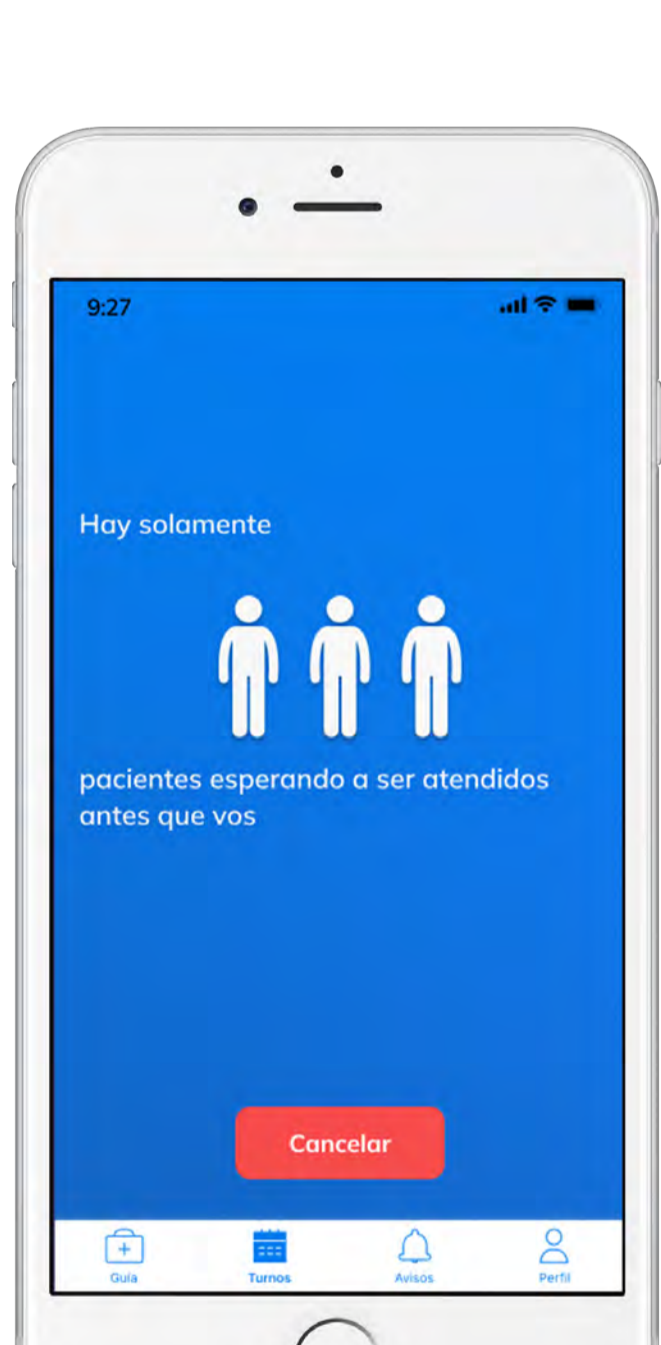 9:27
Hay solamente
pacientes esperando a ser atendidos
antes que vos
Cancelar
Guía Turnos Avisos Perfil